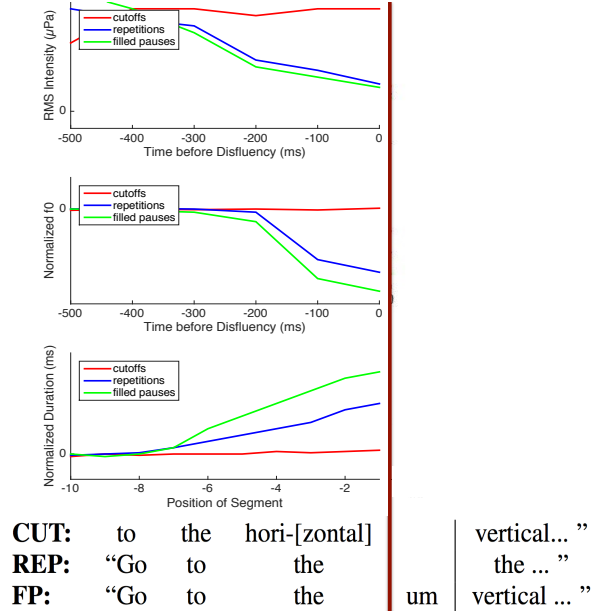 RMS Intensity (µPa)
cutoffs
repetitions
filled pauses
0
-500 -400 -300 -200 -100 0
Time before Disfluency (ms)
Normalized f0
cutoffs
repetitions
filled pauses
0
-500 -400 -300 -200 -100 0
Time before Disfluency (ms)
Normalized Duration (ms)
cutoffs
repetitions
filled pauses
0
-10 -8 -6 -4 -2
Position of Segment
CUT: to the hori-[zontal] vertical... ”
REP: “Go to the the ... ”
FP: “Go to the um vertical ... ”